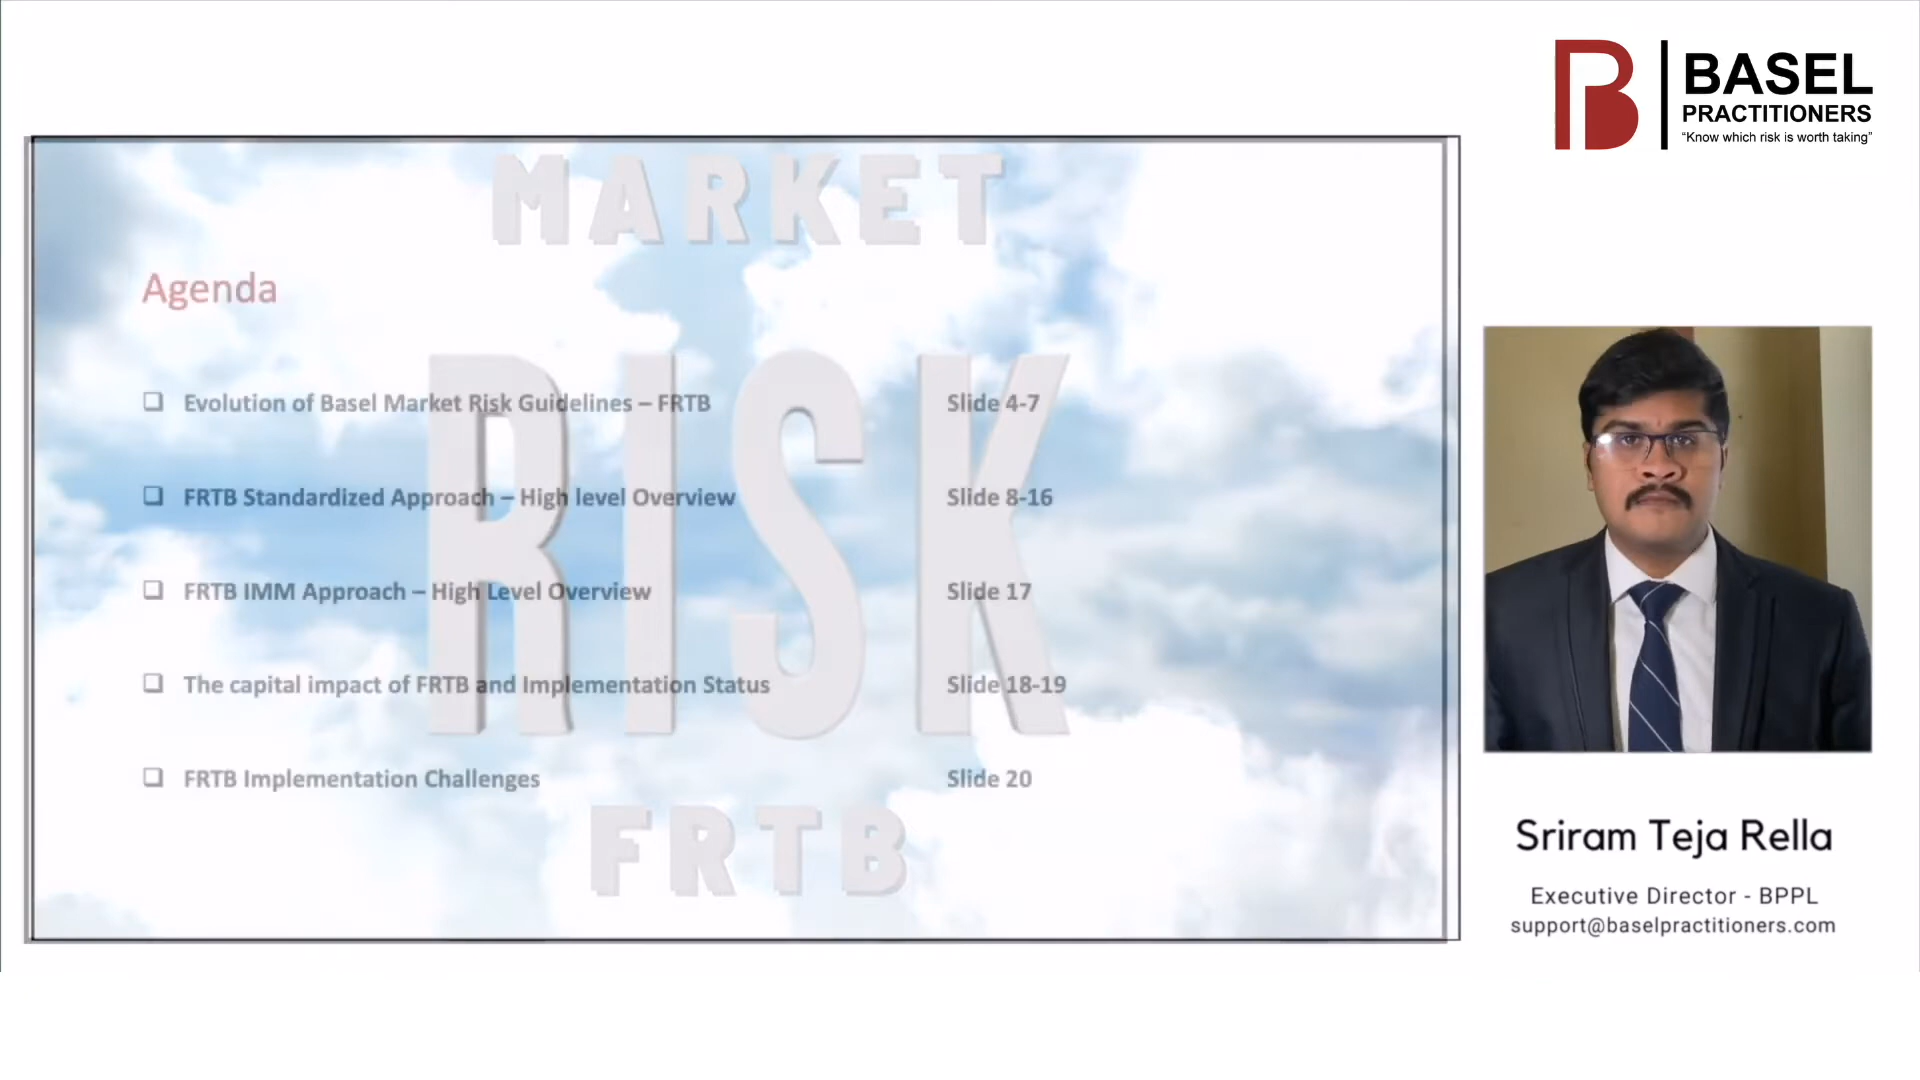 BASEL
PRACTITIONERS
“Know which risk is worth taking”
MARKET
RISK
FRTB
Agenda
❑ Evolution of Basel Market Risk Guidelines – FRTB Slide 4-7
❑ FRTB Standardized Approach – High level Overview Slide 8-16
❑ FRTB IMM Approach – High Level Overview Slide 17
❑ The capital impact of FRTB and Implementation Status Slide 18-19
❑ FRTB Implementation Challenges Slide 20
Sriram Teja Rella
Executive Director - BPPL
support@baselpractitioners.com